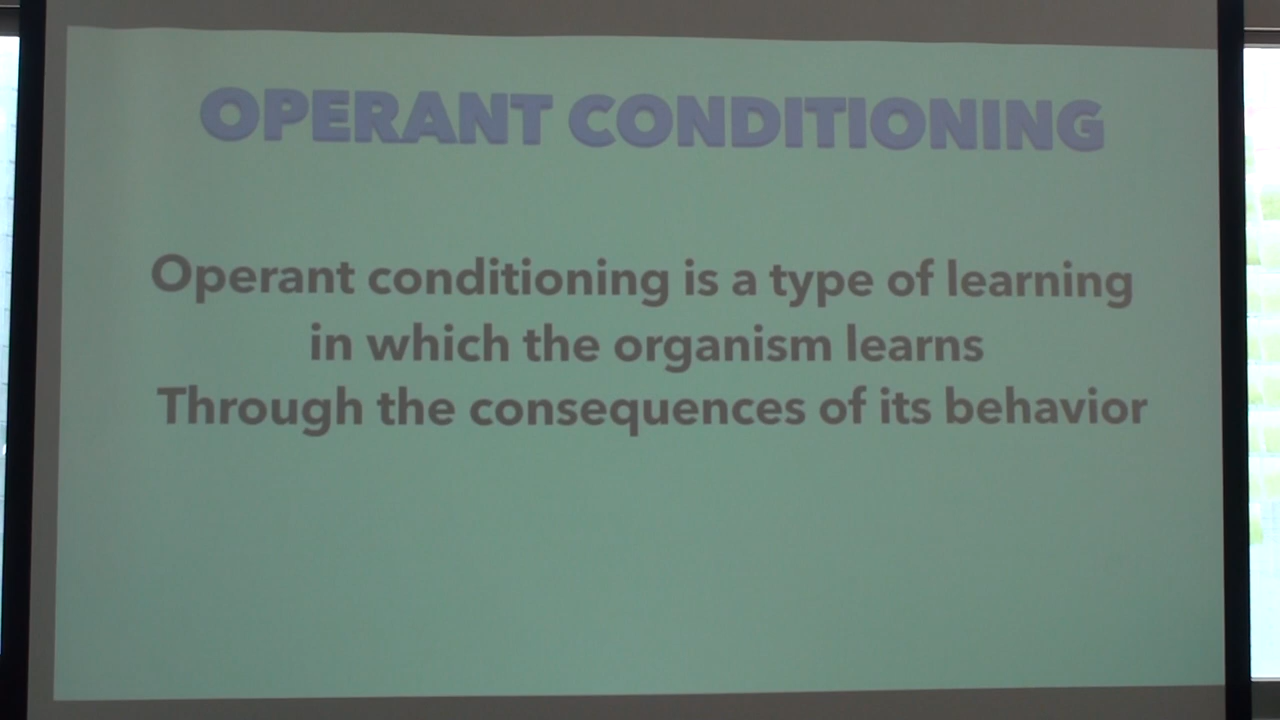 OPERANT CONDITIONING
Operant conditioning is a type of learning
in which the organism learns
Through the consequences of its behavior